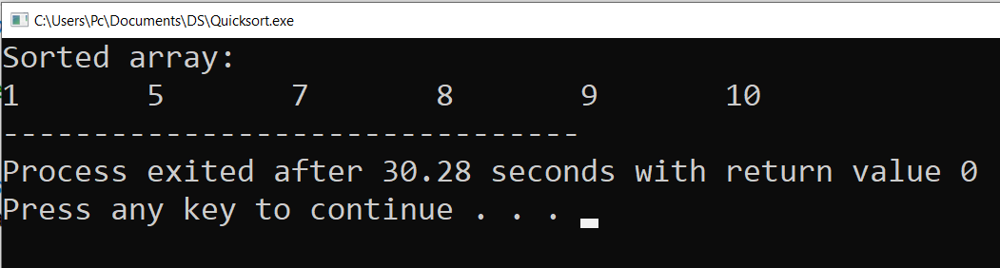 C:\Users\Pc\Documents\DS\Quicksort.exe
Sorted array:
1       5       7       8       9       10
--------------------------------
Process exited after 30.28 seconds with return value 0
Press any key to continue . . .